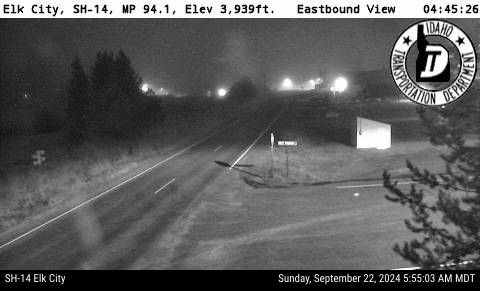 Elk City, SH-14, MP 94.1, Elev 3,939ft. Eastbound View 04:45:26
IDAHO
TRANSPORTATION DEPARTMENT
SH-14 Elk City Sunday, September 22, 2024 5:55:03 AM MDT